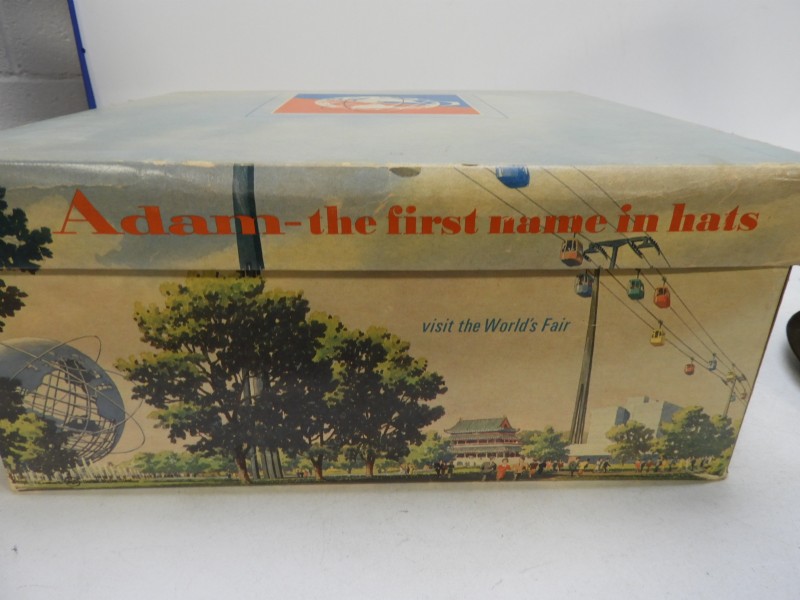 Adam-the first name in hats
visit the World's Fair